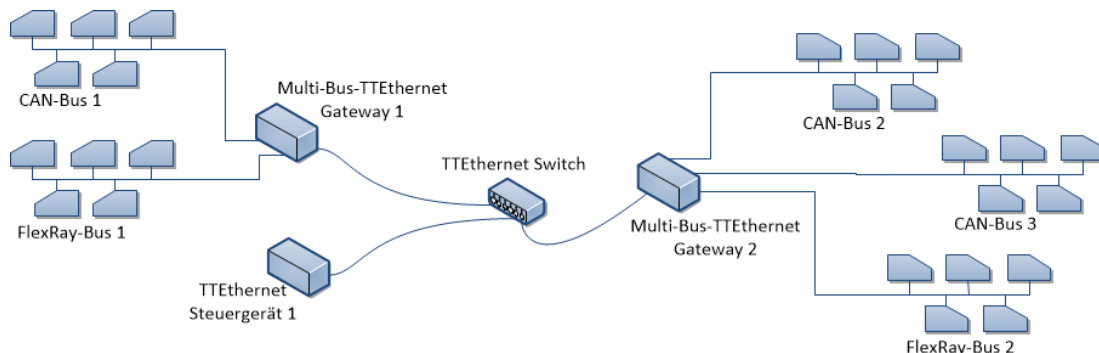 CAN-Bus 1
Multi-Bus-TTEthernet
Gateway 1
FlexRay-Bus 1
TTEthernet
Steuergerät 1
TTEthernet Switch
Multi-Bus-TTEthernet
Gateway 2
CAN-Bus 2
CAN-Bus 3
FlexRay-Bus 2